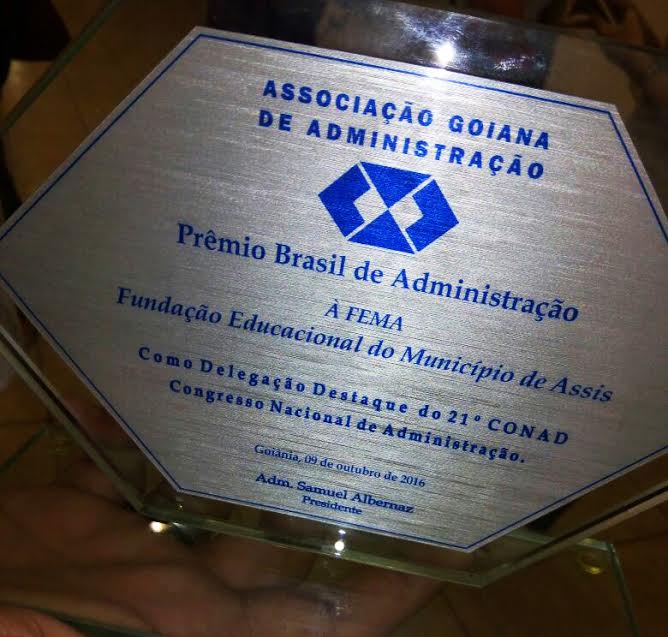 ASSOCIAÇÃO GOIANA
DE ADMINISTRAÇÃO
Prêmio Brasil de Administração
À FEMA
Fundação Educacional do Município de Assis
Como Delegação Destaque do 21º CONAD
Congresso Nacional de Administração.
Goiânia, 09 de outubro de 2016
Adm. Samuel Albernaz
Presidente